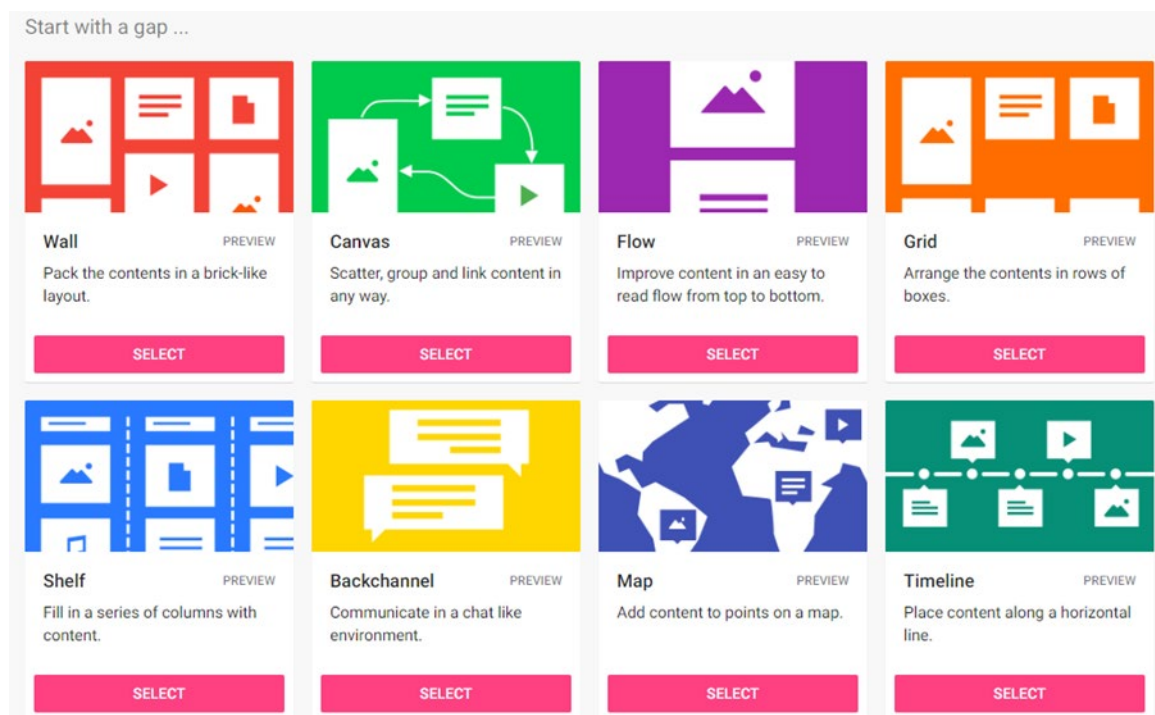 Start with a gap ...
Wall PREVIEW
Pack the contents in a brick-like
layout.
SELECT
Canvas PREVIEW
Scatter, group and link content in
any way.
SELECT
Flow PREVIEW
Improve content in an easy to
read flow from top to bottom.
SELECT
Grid PREVIEW
Arrange the contents in rows of
boxes.
SELECT
Shelf PREVIEW
Fill in a series of columns with
content.
SELECT
Backchannel PREVIEW
Communicate in a chat like
environment.
SELECT
Map PREVIEW
Add content to points on a map.
SELECT
Timeline PREVIEW
Place content along a horizontal
line.
SELECT